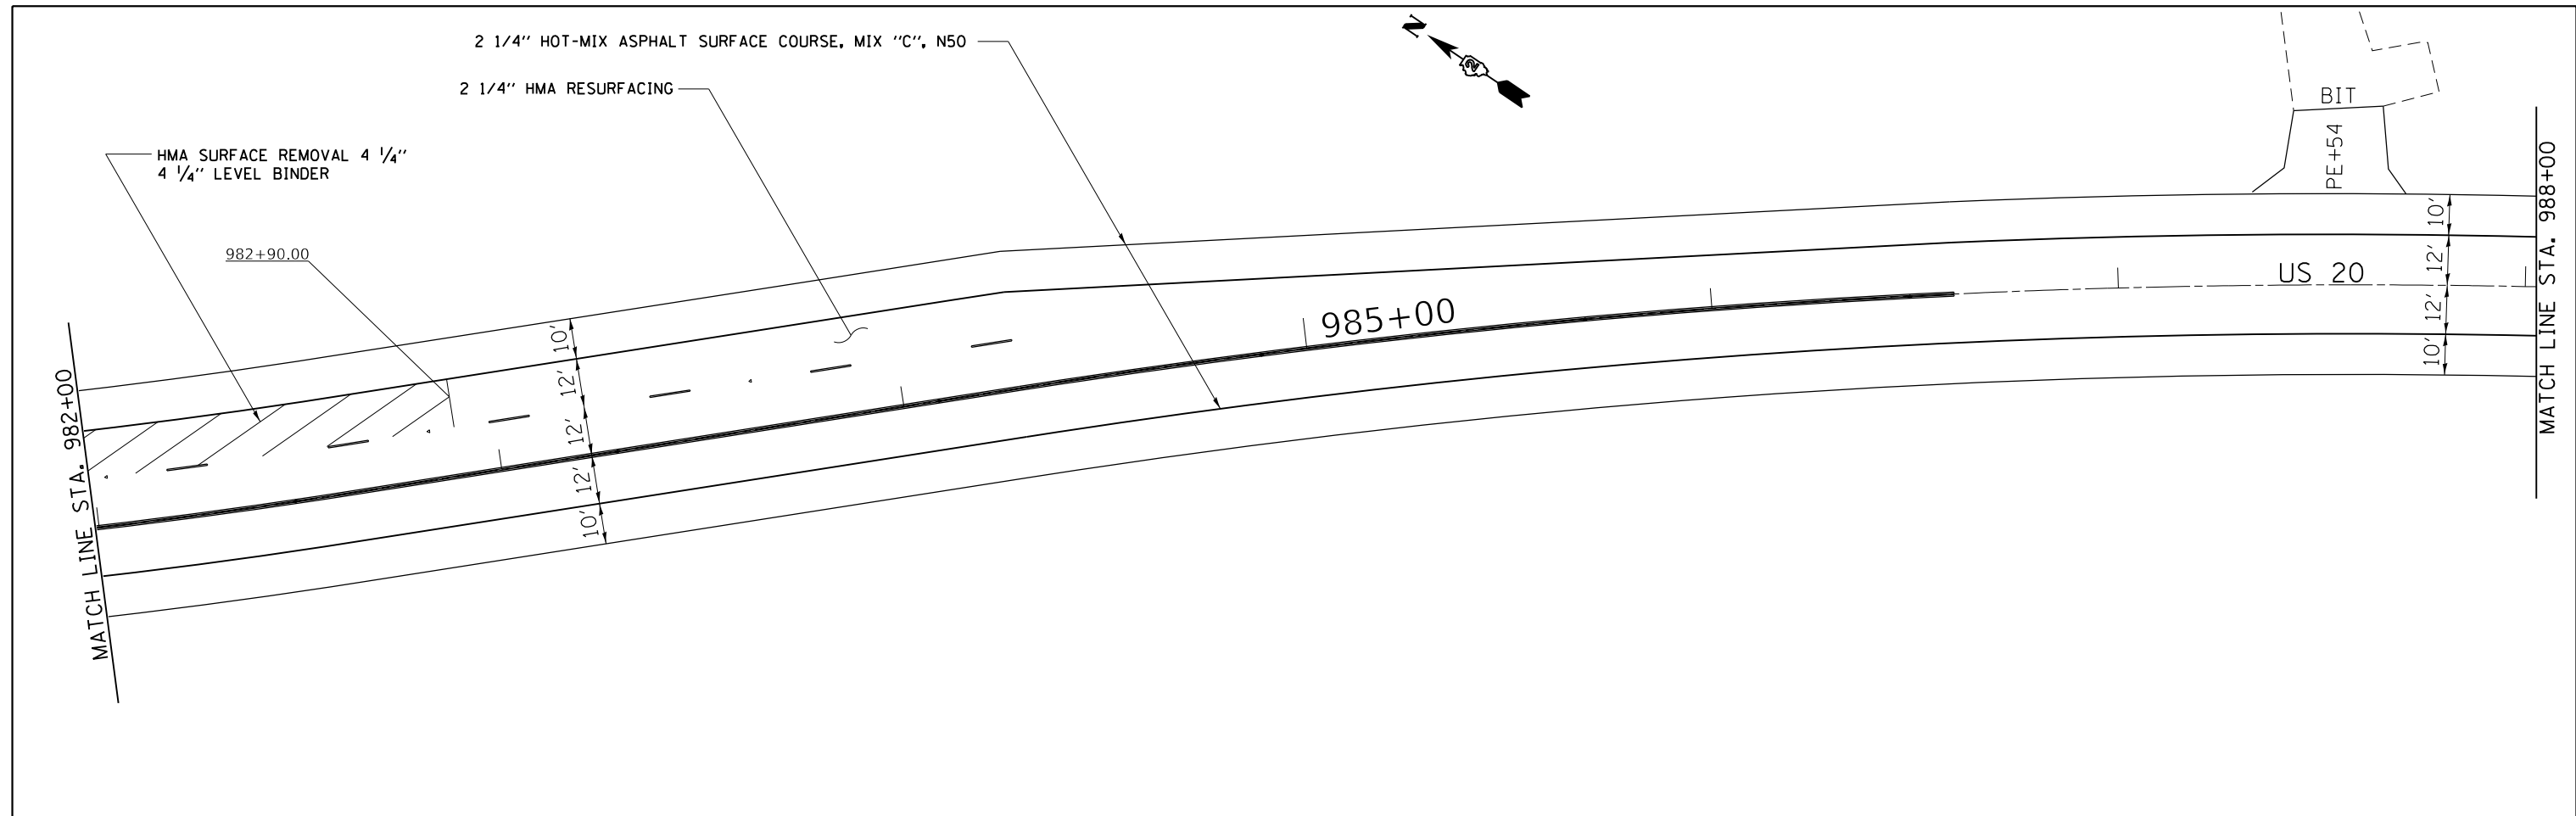 2 1/4" HOT-MIX ASPHALT SURFACE COURSE, MIX "C", N50
2 1/4" HMA RESURFACING
HMA SURFACE REMOVAL 4 1/4"
4 1/4" LEVEL BINDER
982+90.00
N
2
BIT
PE+54
MATCH LINE STA. 982+00
10'
12'
12'
12'
10'
985+00
US 20
10'
12'
12'
10'
MATCH LINE STA. 988+00